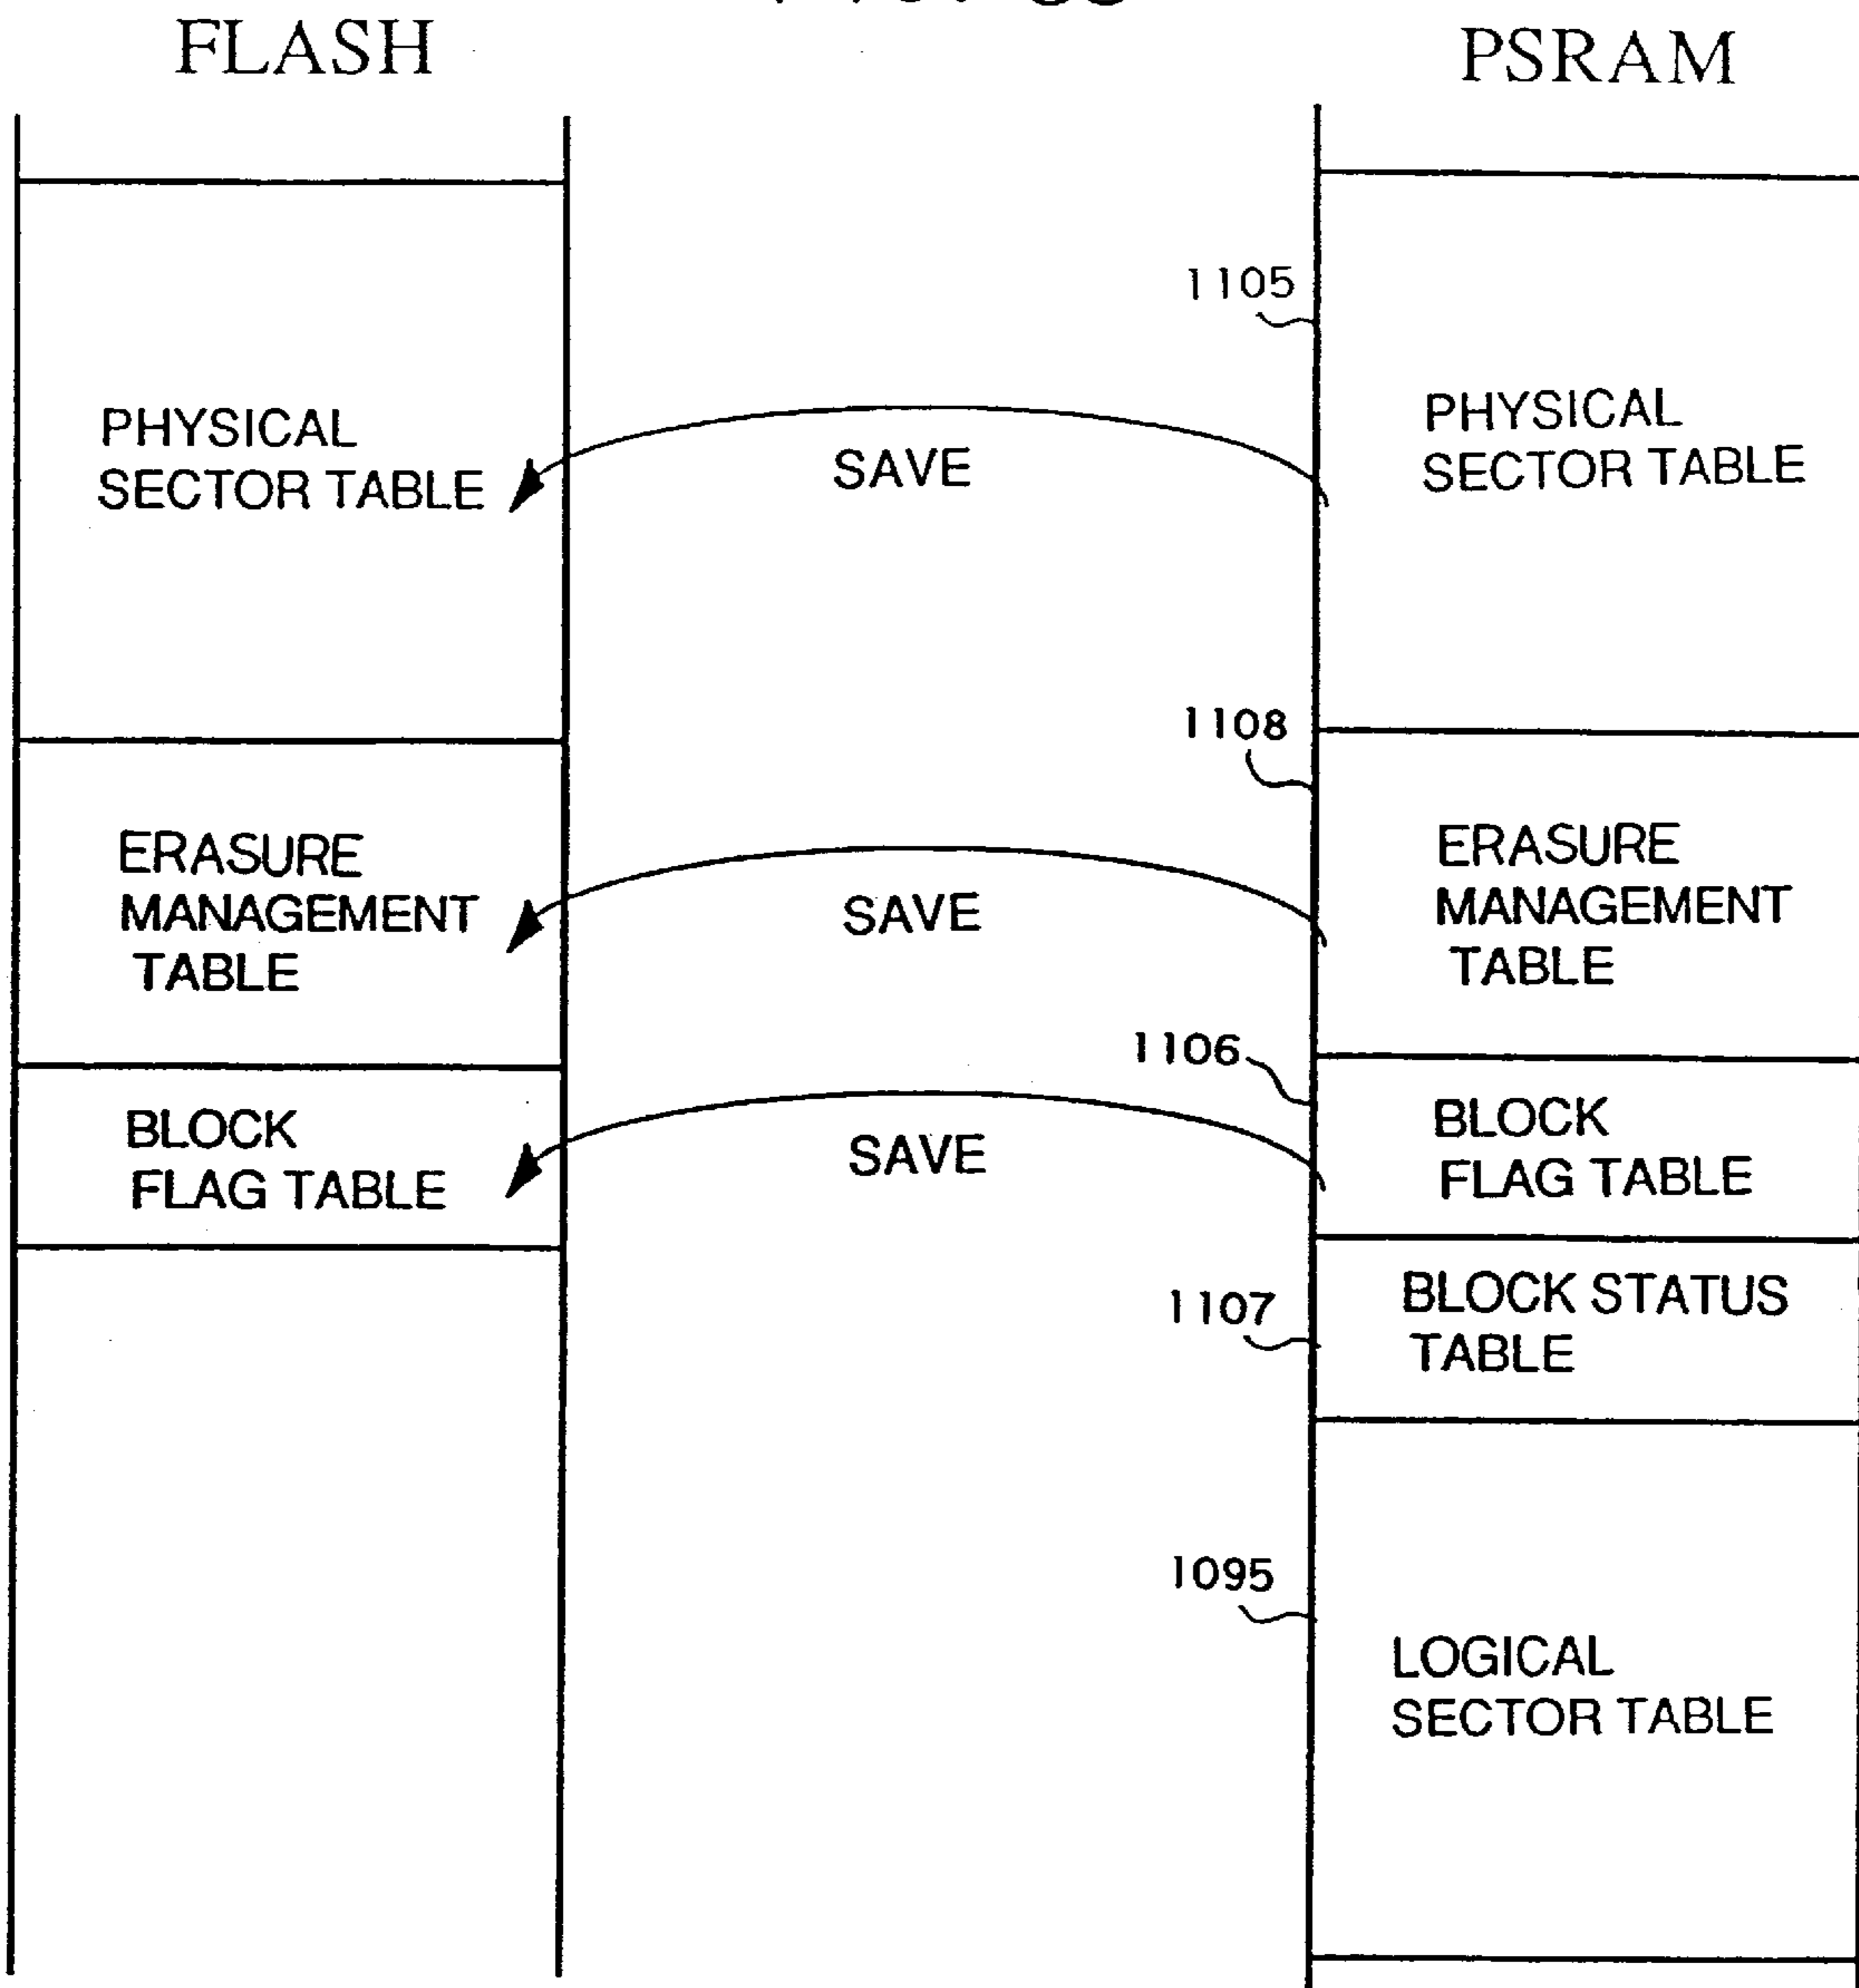 FLASH
PSRAM
1105
PHYSICAL
SECTOR TABLE
SAVE
PHYSICAL
SECTOR TABLE
1108
ERASURE
MANAGEMENT
TABLE
SAVE
ERASURE
MANAGEMENT
TABLE
1106
BLOCK
FLAG TABLE
SAVE
BLOCK
FLAG TABLE
1107
BLOCK STATUS
TABLE
1095
LOGICAL
SECTOR TABLE